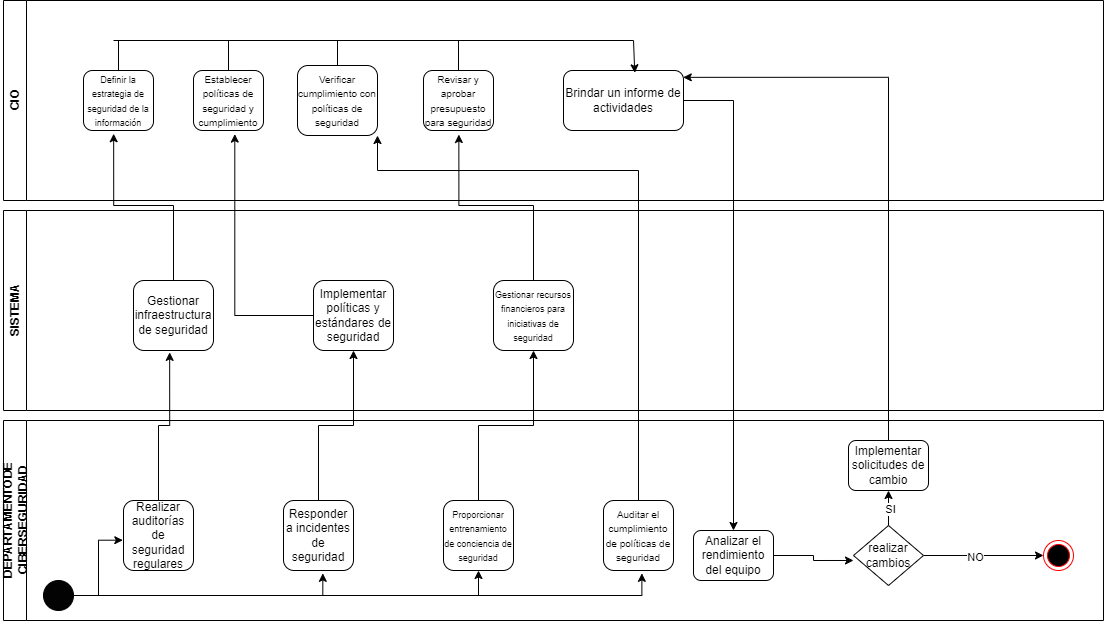 CIO
Definir la
estrategia de
seguridad de la
información
Establecer
políticas de
seguridad y
cumplimiento
Verificar
cumplimiento con
políticas de
seguridad
Revisar y
aprobar
presupuesto
para seguridad
Brindar un informe de
actividades
SISTEMA
Gestionar
infraestructura
de seguridad
Implementar
políticas y
estándares de
seguridad
Gestionar recursos
financieros para
iniciativas de
seguridad
DEPARTAMENTO DE
CIBERSEGURIDAD
Realizar
auditorías
de
seguridad
regulares
Responder
a incidentes
de
seguridad
Proporcionar
entrenamiento
de conciencia de
seguridad
Auditar el
cumplimiento
de políticas de
seguridad
Analizar el
rendimiento
del equipo
Implementar
solicitudes de
cambio
SI
realizar
cambios
NO